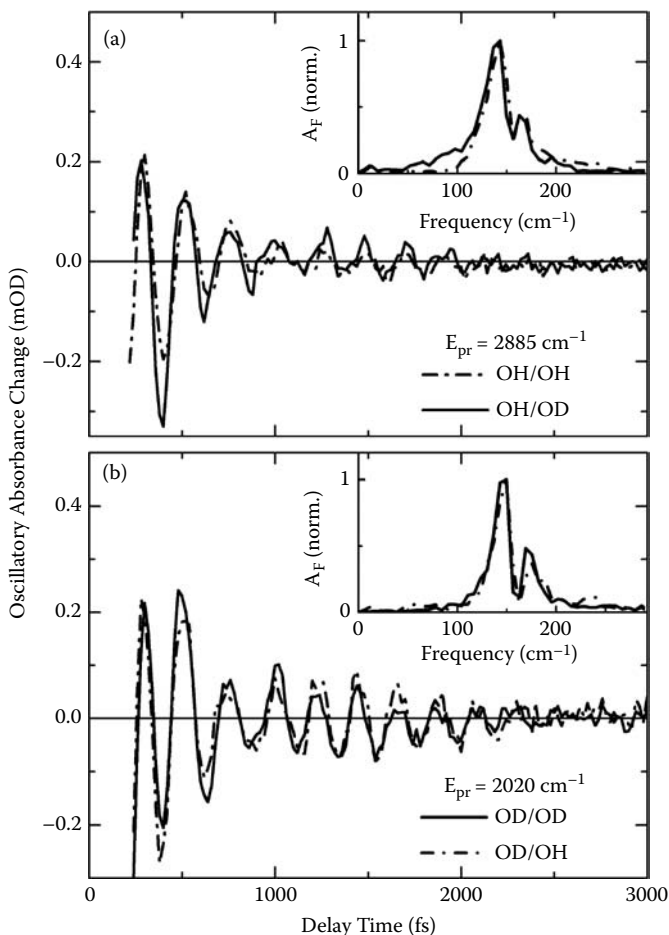 Oscillatory Absorbance Change (mOD)
(a)
0.4
0.2
0.0
−0.2
A_F (norm.)
1
0
0 100 200
Frequency (cm⁻¹)
E_pr = 2885 cm⁻¹
OH/OH
OH/OD
(b)
0.4
0.2
0.0
−0.2
A_F (norm.)
1
0
0 100 200
Frequency (cm⁻¹)
E_pr = 2020 cm⁻¹
OD/OD
OD/OH
0 1000 2000 3000
Delay Time (fs)